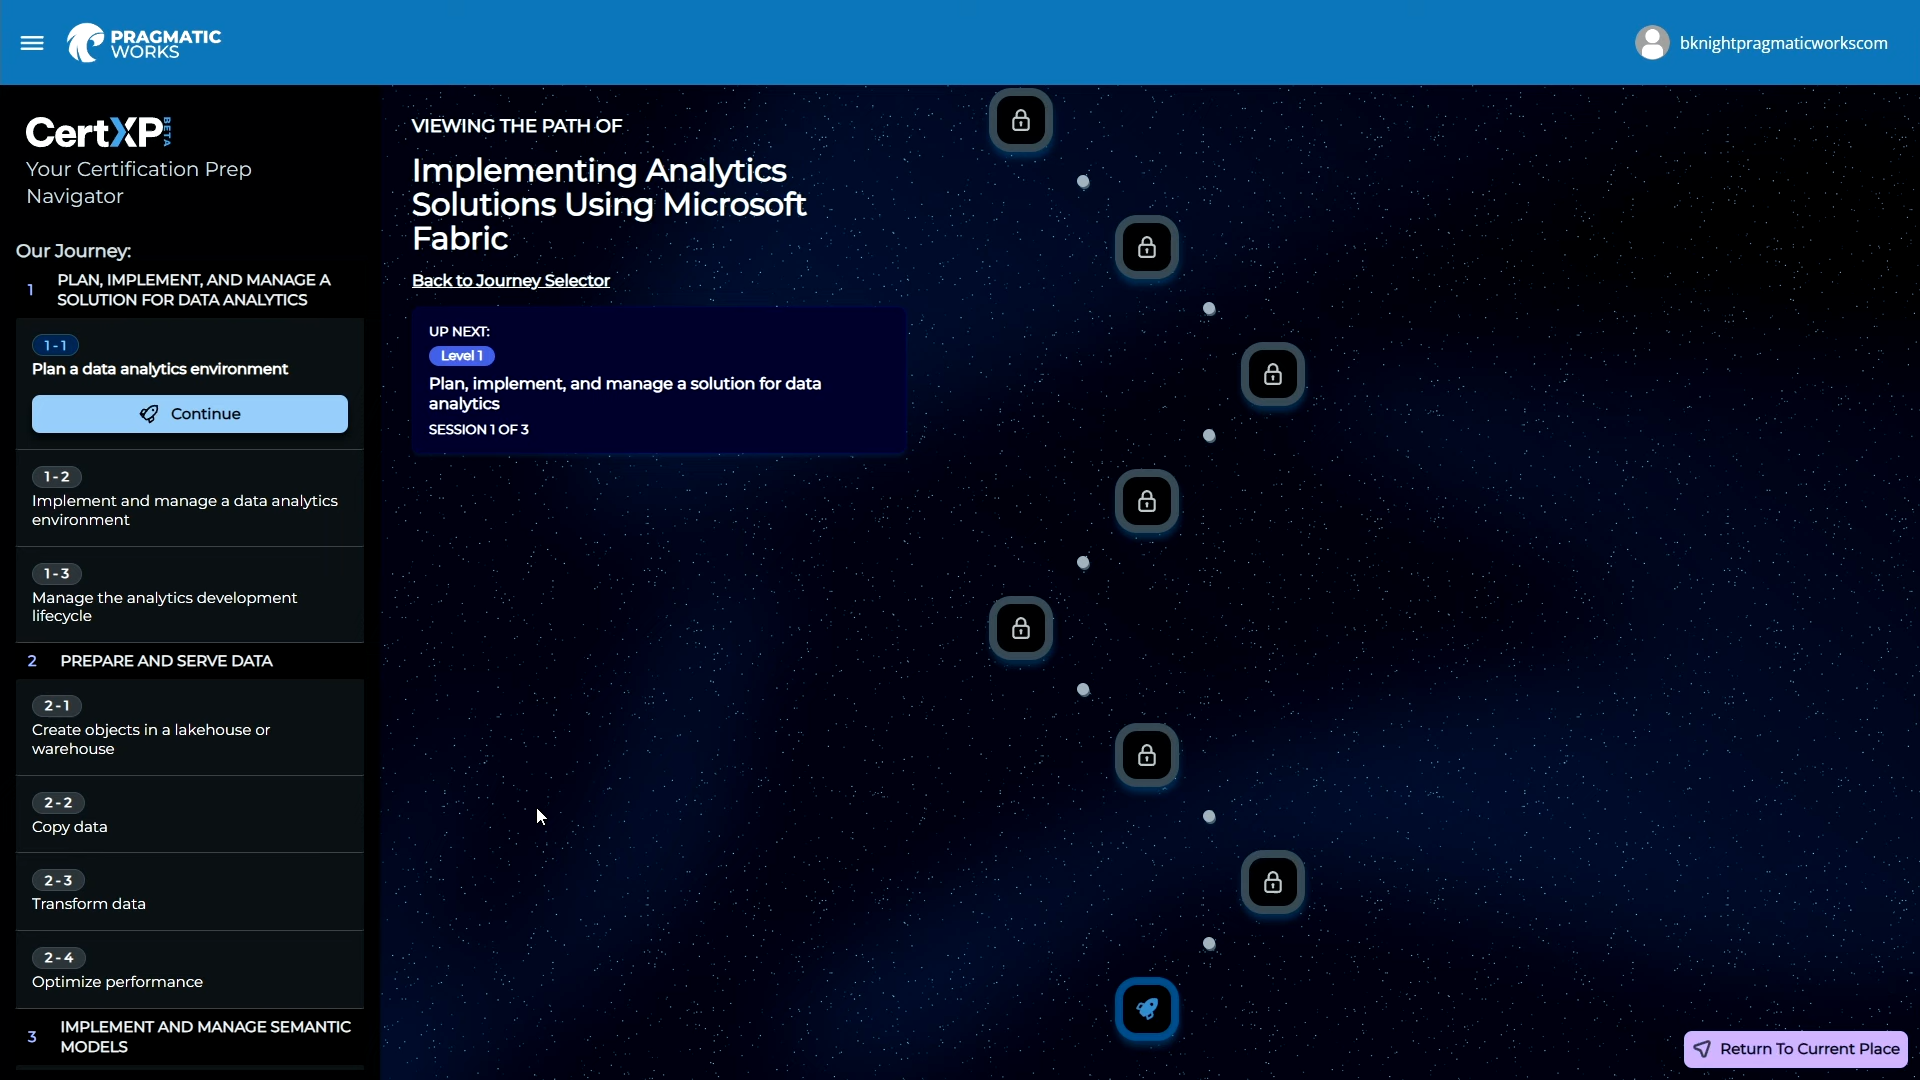 PRAGMATIC
WORKS
bknightpragmaticworkscom
CertXP BETA
Your Certification Prep
Navigator
Our Journey:
1 PLAN, IMPLEMENT, AND MANAGE A
SOLUTION FOR DATA ANALYTICS
1-1
Plan a data analytics environment
Continue
1-2
Implement and manage a data analytics
environment
1-3
Manage the analytics development
lifecycle
2 PREPARE AND SERVE DATA
2-1
Create objects in a lakehouse or
warehouse
2-2
Copy data
2-3
Transform data
2-4
Optimize performance
3 IMPLEMENT AND MANAGE SEMANTIC
MODELS
VIEWING THE PATH OF
Implementing Analytics
Solutions Using Microsoft
Fabric
Back to Journey Selector
UP NEXT:
Level 1
Plan, implement, and manage a solution for data
analytics
SESSION 1 OF 3
Return To Current Place